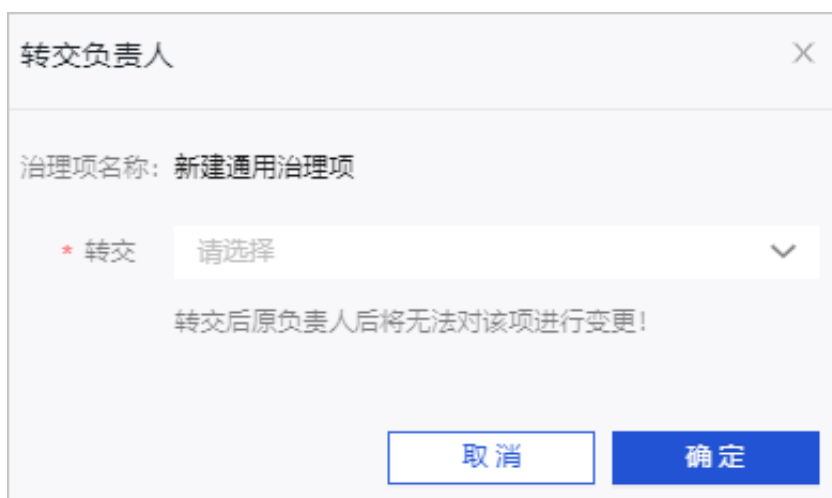 转交负责人
治理项名称：新建通用治理项
* 转交 请选择
转交后原负责人后将无法对该项进行变更！
取消 确定